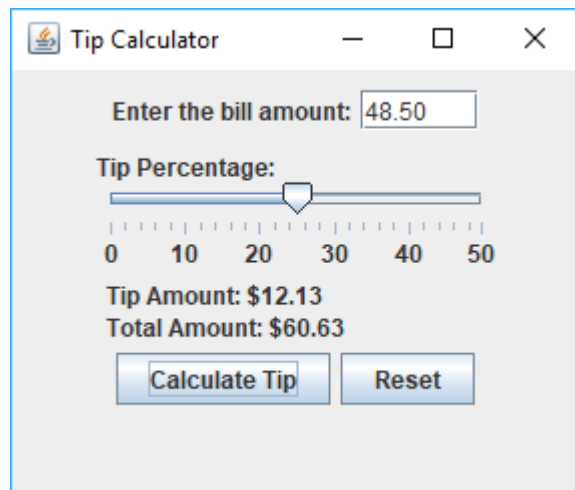 Tip Calculator
Enter the bill amount: 48.50
Tip Percentage:
0 10 20 30 40 50
Tip Amount: $12.13
Total Amount: $60.63
Calculate Tip Reset